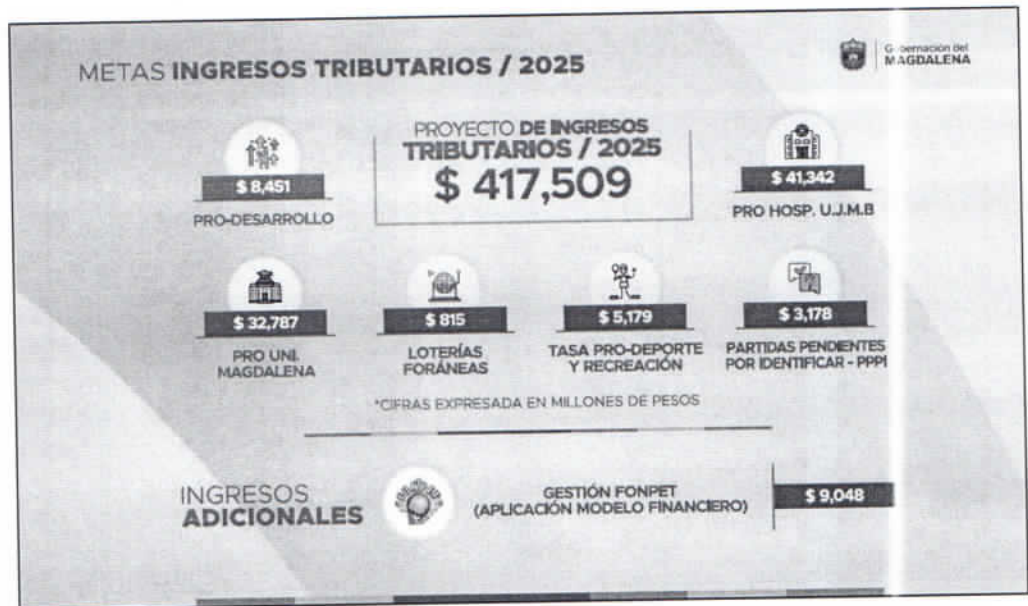 METAS INGRESOS TRIBUTARIOS / 2025
Gobernación del
MAGDALENA
$ 8,451
PRO-DESARROLLO
PROYECTO DE INGRESOS
TRIBUTARIOS / 2025
$ 417,509
$ 41,342
PRO HOSP. U.J.M.B
$ 32,787
PRO UNI.
MAGDALENA
$ 815
LOTERÍAS
FORÁNEAS
$ 5,179
TASA PRO-DEPORTE
Y RECREACIÓN
$ 3,178
PARTIDAS PENDIENTES
POR IDENTIFICAR - PPPI
*CIFRAS EXPRESADA EN MILLONES DE PESOS
INGRESOS
ADICIONALES
GESTIÓN FONPET
(APLICACIÓN MODELO FINANCIERO)
$ 9,048